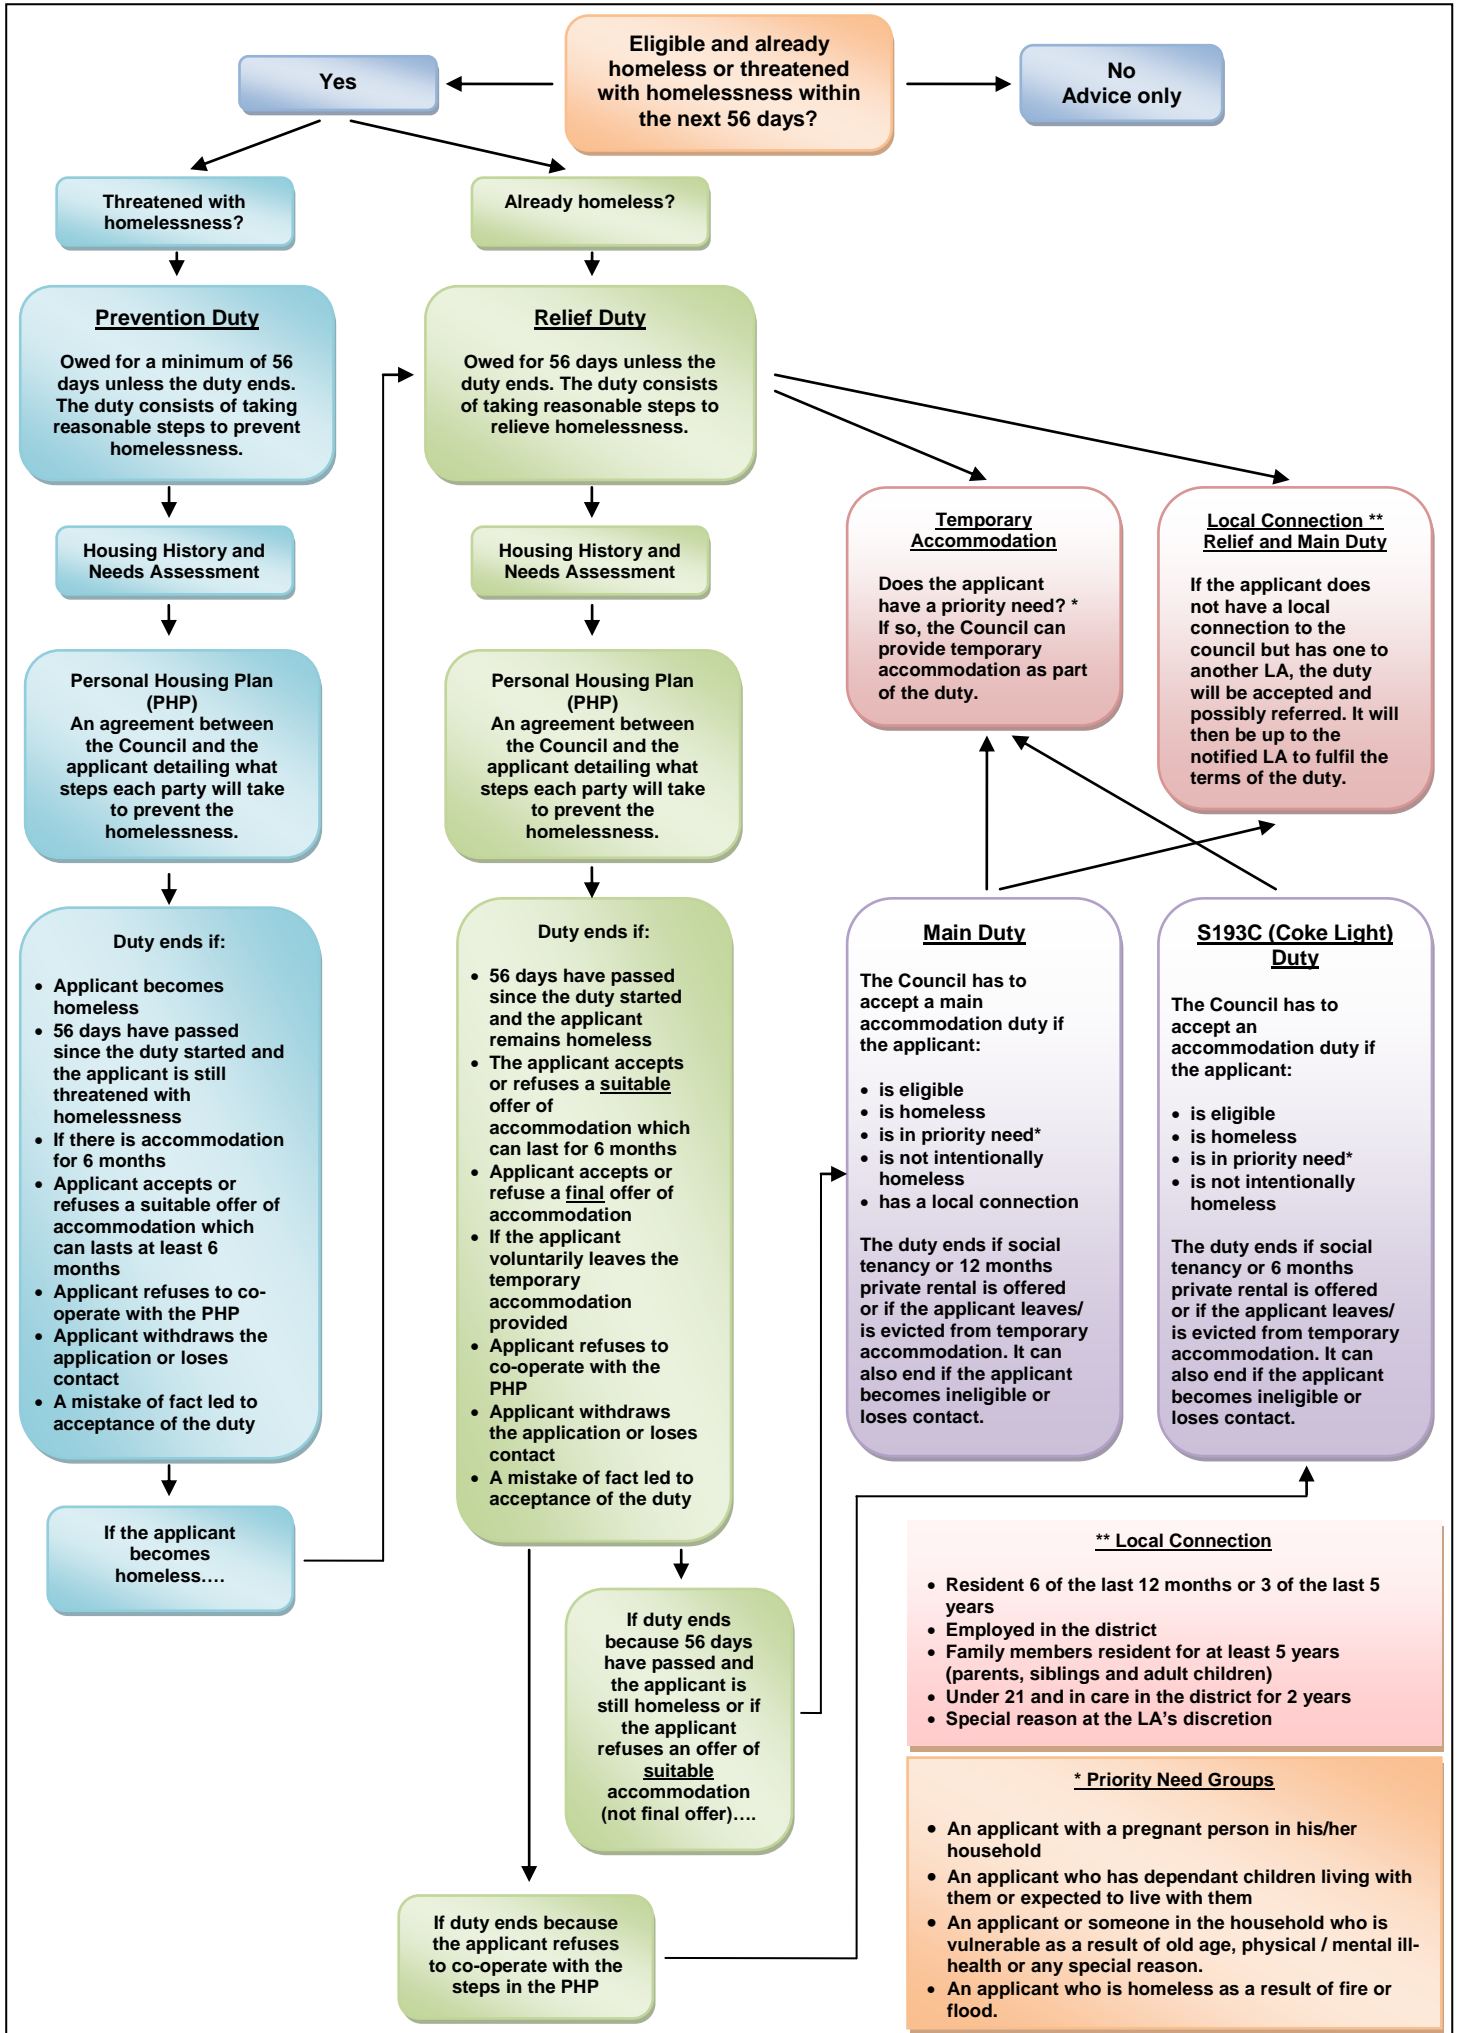 Eligible and already
homeless or threatened
with homelessness within
the next 56 days?
Yes
No
Advice only
Threatened with
homelessness?
Already homeless?
Prevention Duty
Owed for a minimum of 56
days unless the duty ends.
The duty consists of taking
reasonable steps to prevent
homelessness.
Relief Duty
Owed for 56 days unless the
duty ends. The duty consists
of taking reasonable steps to
relieve homelessness.
Housing History and
Needs Assessment
Housing History and
Needs Assessment
Temporary
Accommodation
Does the applicant
have a priority need? *
If so, the Council can
provide temporary
accommodation as part
of the duty.
Local Connection **
Relief and Main Duty
If the applicant does
not have a local
connection to the
council but has one to
another LA, the duty
will be accepted and
possibly referred. It will
then be up to the
notified LA to fulfil the
terms of the duty.
Personal Housing Plan
(PHP)
An agreement between
the Council and the
applicant detailing what
steps each party will take
to prevent the
homelessness.
Personal Housing Plan
(PHP)
An agreement between
the Council and the
applicant detailing what
steps each party will take
to prevent the
homelessness.
Duty ends if:
• Applicant becomes
homeless
• 56 days have passed
since the duty started and
the applicant is still
threatened with
homelessness
• If there is accommodation
for 6 months
• Applicant accepts or
refuses a suitable offer of
accommodation which
can lasts at least 6
months
• Applicant refuses to co-
operate with the PHP
• Applicant withdraws the
application or loses
contact
• A mistake of fact led to
acceptance of the duty
Duty ends if:
• 56 days have passed
since the duty started
and the applicant
remains homeless
• The applicant accepts
or refuses a suitable
offer of
accommodation which
can last for 6 months
• Applicant accepts or
refuse a final offer of
accommodation
• If the applicant
voluntarily leaves the
temporary
accommodation
provided
• Applicant refuses to
co-operate with the
PHP
• Applicant withdraws
the application or loses
contact
• A mistake of fact led to
acceptance of the duty
Main Duty
The Council has to
accept a main
accommodation duty if
the applicant:
• is eligible
• is homeless
• is in priority need*
• is not intentionally
homeless
• has a local connection
The duty ends if social
tenancy or 12 months
private rental is offered
or if the applicant leaves/
is evicted from temporary
accommodation. It can
also end if the applicant
becomes ineligible or
loses contact.
S193C (Coke Light)
Duty
The Council has to
accept an
accommodation duty if
the applicant:
• is eligible
• is homeless
• is in priority need*
• is not intentionally
homeless
The duty ends if social
tenancy or 6 months
private rental is offered
or if the applicant leaves/
is evicted from temporary
accommodation. It can
also end if the applicant
becomes ineligible or
loses contact.
If the applicant
becomes
homeless....
If duty ends
because 56 days
have passed and
the applicant is
still homeless or if
the applicant
refuses an offer of
suitable
accommodation
(not final offer)....
If duty ends because
the applicant refuses
to co-operate with the
steps in the PHP
** Local Connection
• Resident 6 of the last 12 months or 3 of the last 5
years
• Employed in the district
• Family members resident for at least 5 years
(parents, siblings and adult children)
• Under 21 and in care in the district for 2 years
• Special reason at the LA's discretion
* Priority Need Groups
• An applicant with a pregnant person in his/her
household
• An applicant who has dependant children living with
them or expected to live with them
• An applicant or someone in the household who is
vulnerable as a result of old age, physical / mental ill-
health or any special reason.
• An applicant who is homeless as a result of fire or
flood.